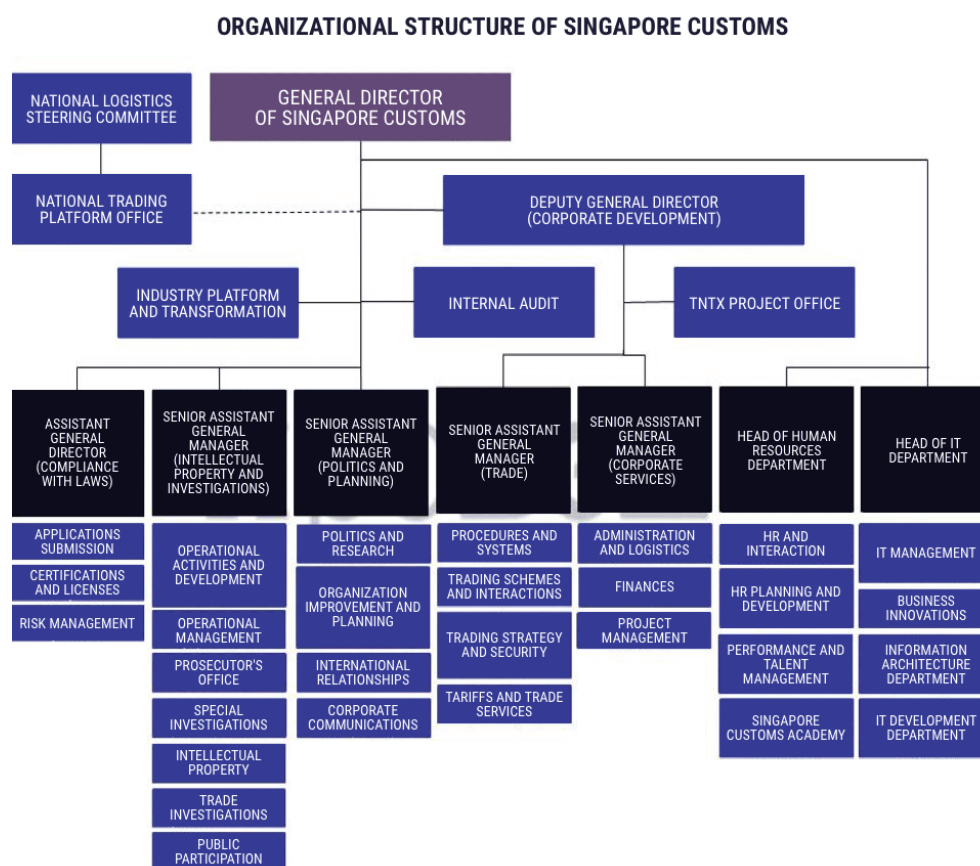 ORGANIZATIONAL STRUCTURE OF SINGAPORE CUSTOMS
NATIONAL LOGISTICS
STEERING COMMITTEE
GENERAL DIRECTOR
OF SINGAPORE CUSTOMS
NATIONAL TRADING
PLATFORM OFFICE
DEPUTY GENERAL DIRECTOR
(CORPORATE DEVELOPMENT)
INDUSTRY PLATFORM
AND TRANSFORMATION
INTERNAL AUDIT
TNTX PROJECT OFFICE
ASSISTANT
GENERAL
DIRECTOR
(COMPLIANCE
WITH LAWS)
SENIOR ASSISTANT
GENERAL
MANAGER
(INTELLECTUAL
PROPERTY AND
INVESTIGATIONS)
SENIOR ASSISTANT
GENERAL
MANAGER
(POLITICS AND
PLANNING)
SENIOR ASSISTANT
GENERAL
MANAGER
(TRADE)
SENIOR ASSISTANT
GENERAL
MANAGER
(CORPORATE
SERVICES)
HEAD OF HUMAN
RESOURCES
DEPARTMENT
HEAD OF IT
DEPARTMENT
APPLICATIONS
SUBMISSION
CERTIFICATIONS
AND LICENSES
RISK MANAGEMENT
OPERATIONAL
ACTIVITIES AND
DEVELOPMENT
OPERATIONAL
MANAGEMENT
PROSECUTOR'S
OFFICE
SPECIAL
INVESTIGATIONS
INTELLECTUAL
PROPERTY
TRADE
INVESTIGATIONS
PUBLIC
PARTICIPATION
POLITICS AND
RESEARCH
ORGANIZATION
IMPROVEMENT AND
PLANNING
INTERNATIONAL
RELATIONSHIPS
CORPORATE
COMMUNICATIONS
PROCEDURES AND
SYSTEMS
TRADING SCHEMES
AND INTERACTIONS
TRADING STRATEGY
AND SECURITY
TARIFFS AND TRADE
SERVICES
ADMINISTRATION
AND LOGISTICS
FINANCES
PROJECT
MANAGEMENT
HR AND
INTERACTION
HR PLANNING AND
DEVELOPMENT
PERFORMANCE AND
TALENT
MANAGEMENT
SINGAPORE
CUSTOMS ACADEMY
IT MANAGEMENT
BUSINESS
INNOVATIONS
INFORMATION
ARCHITECTURE
DEPARTMENT
IT DEVELOPMENT
DEPARTMENT